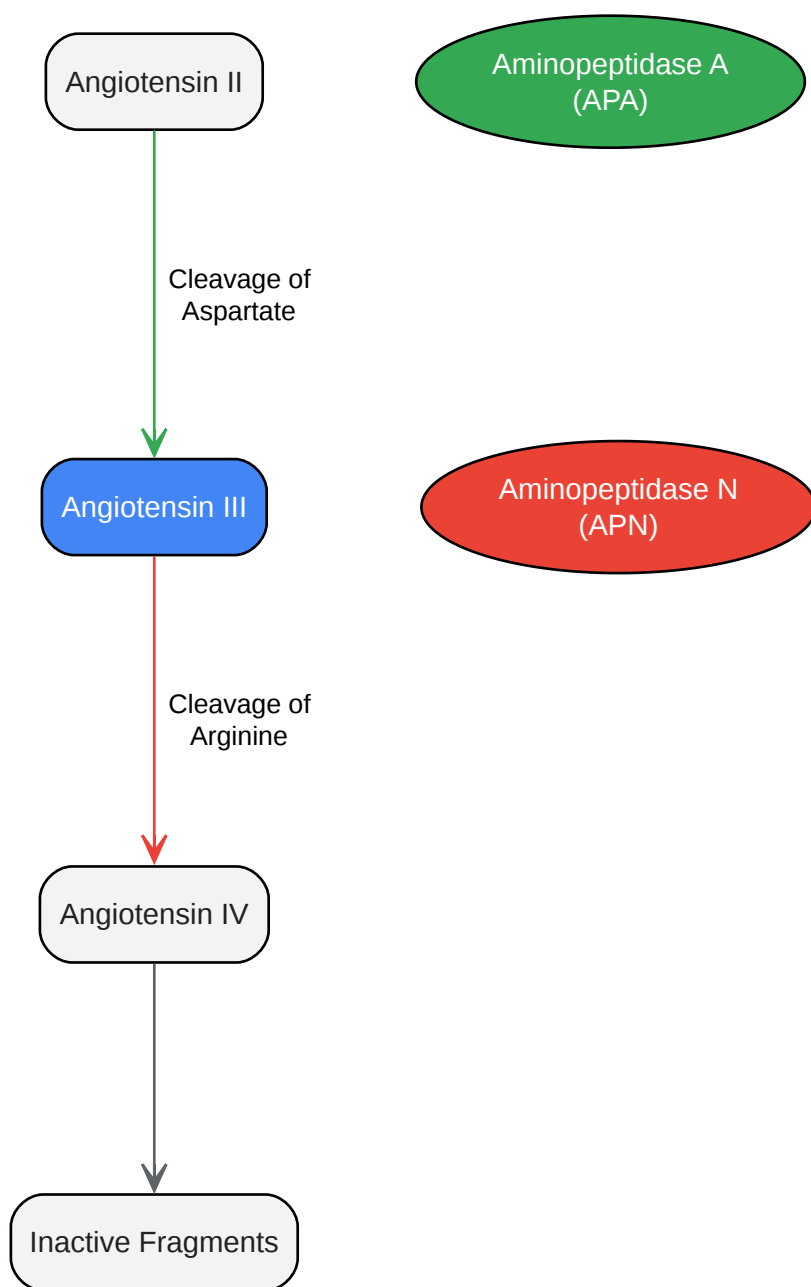 Angiotensin II
Aminopeptidase A
(APA)
Cleavage of
Aspartate
Angiotensin III
Aminopeptidase N
(APN)
Cleavage of
Arginine
Angiotensin IV
Inactive Fragments